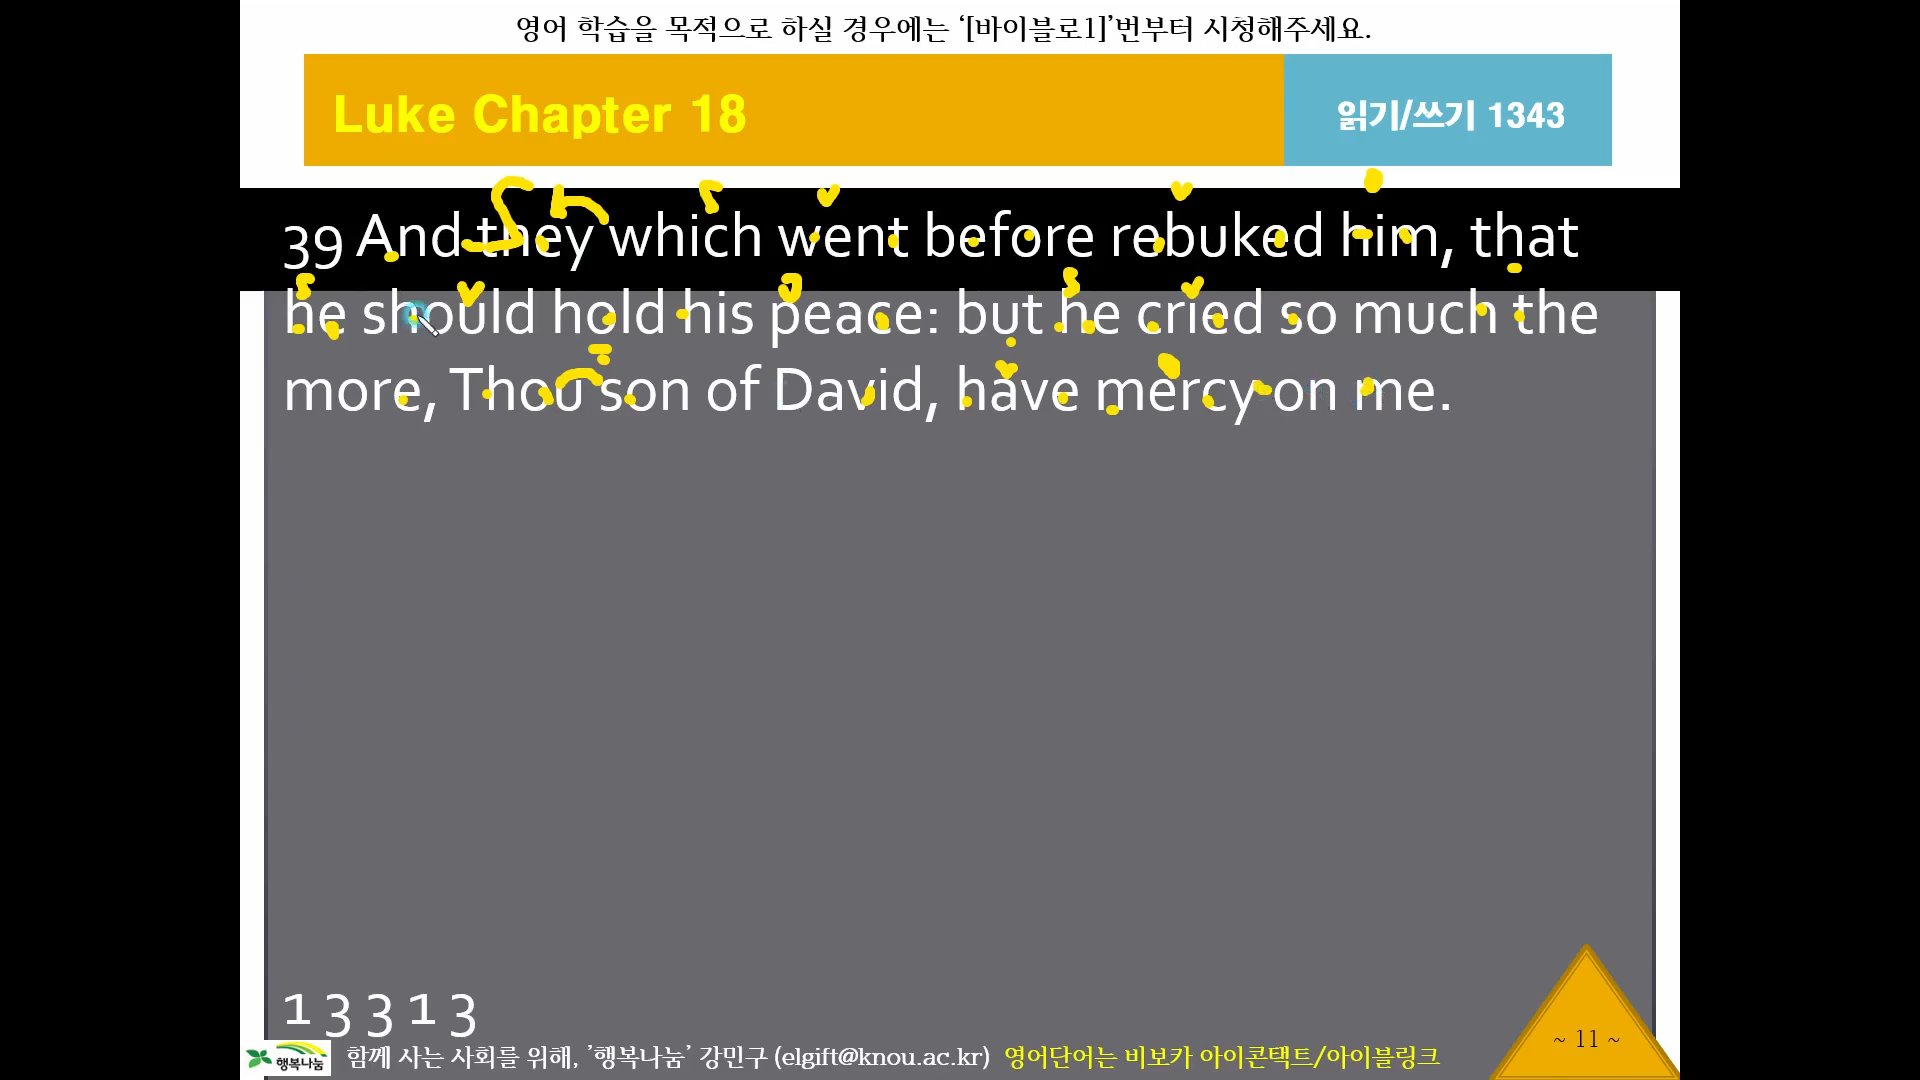 영어 학습을 목적으로 하실 경우에는 ‘[바이블로1]’번부터 시청해주세요.
Luke Chapter 18
읽기/쓰기 1343
39 And they which went before rebuked him, that
he should hold his peace: but he cried so much the
more, Thou son of David, have mercy on me.
1 3 3 1 3
~ 11 ~
행복나눔 함께 사는 사회를 위해, ’행복나눔’ 강민구 (elgift@knou.ac.kr) 영어단어는 비보카 아이콘택트/아이블링크